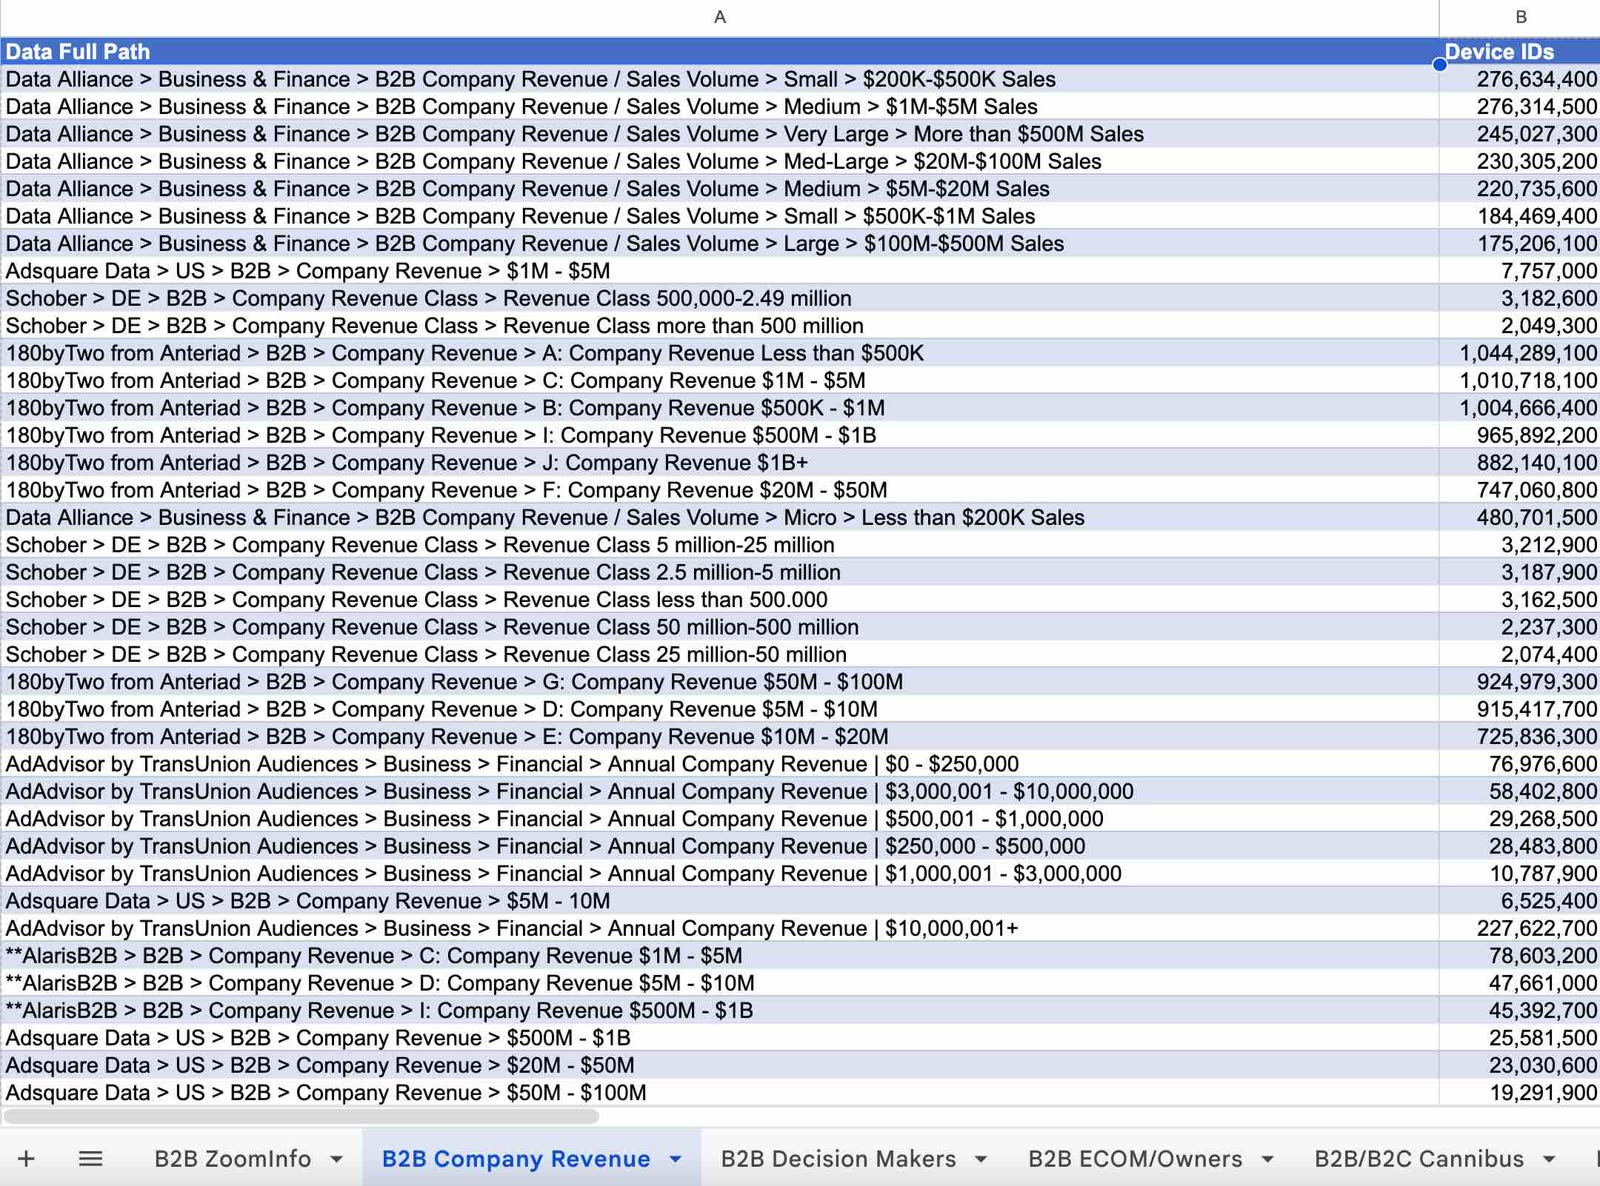 A B
Data Full Path Device IDs
Data Alliance > Business & Finance > B2B Company Revenue / Sales Volume > Small > $200K-$500K Sales 276,634,400
Data Alliance > Business & Finance > B2B Company Revenue / Sales Volume > Medium > $1M-$5M Sales 276,314,500
Data Alliance > Business & Finance > B2B Company Revenue / Sales Volume > Very Large > More than $500M Sales 245,027,300
Data Alliance > Business & Finance > B2B Company Revenue / Sales Volume > Med-Large > $20M-$100M Sales 230,305,200
Data Alliance > Business & Finance > B2B Company Revenue / Sales Volume > Medium > $5M-$20M Sales 220,735,600
Data Alliance > Business & Finance > B2B Company Revenue / Sales Volume > Small > $500K-$1M Sales 184,469,400
Data Alliance > Business & Finance > B2B Company Revenue / Sales Volume > Large > $100M-$500M Sales 175,206,100
Adsquare Data > US > B2B > Company Revenue > $1M - $5M 7,757,000
Schober > DE > B2B > Company Revenue Class > Revenue Class 500,000-2.49 million 3,182,600
Schober > DE > B2B > Company Revenue Class > Revenue Class more than 500 million 2,049,300
180byTwo from Anteriad > B2B > Company Revenue > A: Company Revenue Less than $500K 1,044,289,100
180byTwo from Anteriad > B2B > Company Revenue > C: Company Revenue $1M - $5M 1,010,718,100
180byTwo from Anteriad > B2B > Company Revenue > B: Company Revenue $500K - $1M 1,004,666,400
180byTwo from Anteriad > B2B > Company Revenue > I: Company Revenue $500M - $1B 965,892,200
180byTwo from Anteriad > B2B > Company Revenue > J: Company Revenue $1B+ 882,140,100
180byTwo from Anteriad > B2B > Company Revenue > F: Company Revenue $20M - $50M 747,060,800
Data Alliance > Business & Finance > B2B Company Revenue / Sales Volume > Micro > Less than $200K Sales 480,701,500
Schober > DE > B2B > Company Revenue Class > Revenue Class 5 million-25 million 3,212,900
Schober > DE > B2B > Company Revenue Class > Revenue Class 2.5 million-5 million 3,187,900
Schober > DE > B2B > Company Revenue Class > Revenue Class less than 500.000 3,162,500
Schober > DE > B2B > Company Revenue Class > Revenue Class 50 million-500 million 2,237,300
Schober > DE > B2B > Company Revenue Class > Revenue Class 25 million-50 million 2,074,400
180byTwo from Anteriad > B2B > Company Revenue > G: Company Revenue $50M - $100M 924,979,300
180byTwo from Anteriad > B2B > Company Revenue > D: Company Revenue $5M - $10M 915,417,700
180byTwo from Anteriad > B2B > Company Revenue > E: Company Revenue $10M - $20M 725,836,300
AdAdvisor by TransUnion Audiences > Business > Financial > Annual Company Revenue | $0 - $250,000 76,976,600
AdAdvisor by TransUnion Audiences > Business > Financial > Annual Company Revenue | $3,000,001 - $10,000,000 58,402,800
AdAdvisor by TransUnion Audiences > Business > Financial > Annual Company Revenue | $500,001 - $1,000,000 29,268,500
AdAdvisor by TransUnion Audiences > Business > Financial > Annual Company Revenue | $250,000 - $500,000 28,483,800
AdAdvisor by TransUnion Audiences > Business > Financial > Annual Company Revenue | $1,000,001 - $3,000,000 10,787,900
Adsquare Data > US > B2B > Company Revenue > $5M - 10M 6,525,400
AdAdvisor by TransUnion Audiences > Business > Financial > Annual Company Revenue | $10,000,001+ 227,622,700
**AlarisB2B > B2B > Company Revenue > C: Company Revenue $1M - $5M 78,603,200
**AlarisB2B > B2B > Company Revenue > D: Company Revenue $5M - $10M 47,661,000
**AlarisB2B > B2B > Company Revenue > I: Company Revenue $500M - $1B 45,392,700
Adsquare Data > US > B2B > Company Revenue > $500M - $1B 25,581,500
Adsquare Data > US > B2B > Company Revenue > $20M - $50M 23,030,600
Adsquare Data > US > B2B > Company Revenue > $50M - $100M 19,291,900
B2B ZoomInfo B2B Company Revenue B2B Decision Makers B2B ECOM/Owners B2B/B2C Cannibus